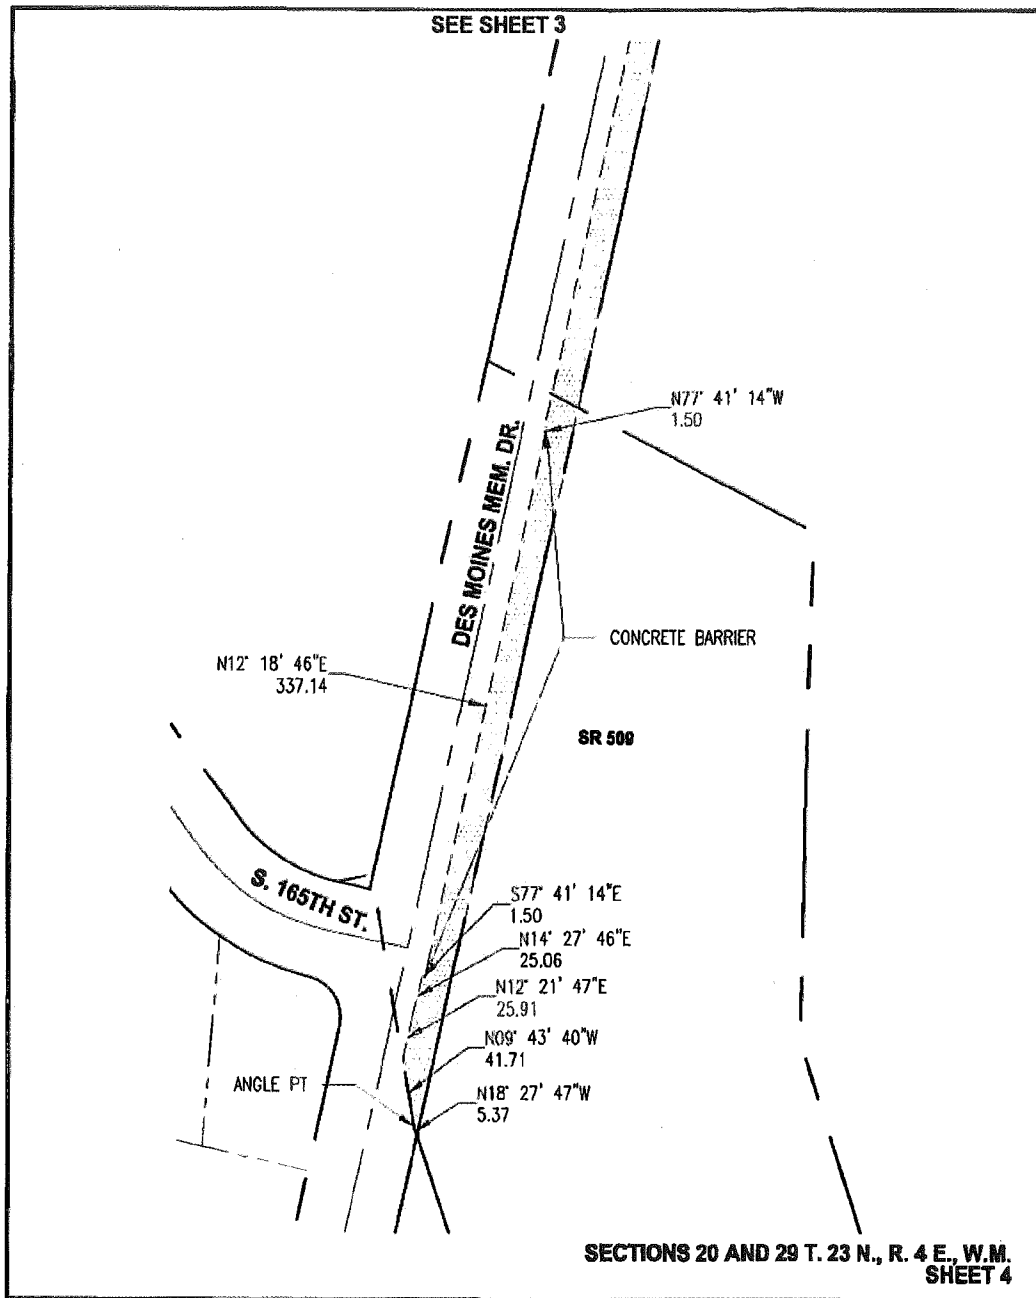 SEE SHEET 3
N77° 41' 14"W
1.50
DES MOINES MEM. DR.
CONCRETE BARRIER
N12° 18' 46"E
337.14
SR 509
S. 165TH ST.
S77° 41' 14"E
1.50
N14° 27' 46"E
25.06
N12° 21' 47"E
25.91
N09° 43' 40"W
41.71
ANGLE PT
N18° 27' 47"W
5.37
SECTIONS 20 AND 29 T. 23 N., R. 4 E., W.M.
SHEET 4